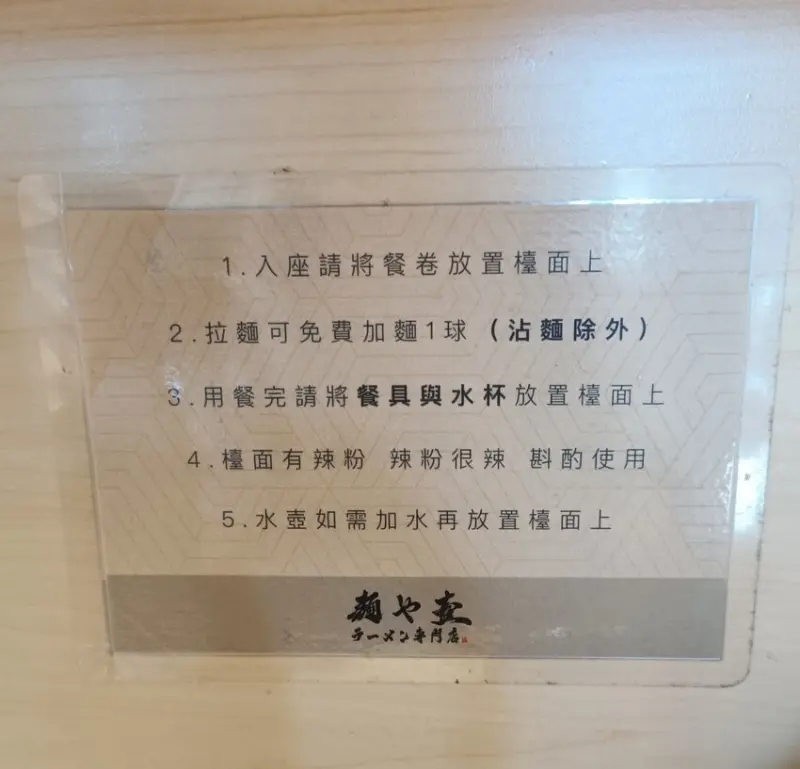 1.入座請將餐卷放置檯面上
2.拉麵可免費加麵1球（沾麵除外）
3.用餐完請將餐具與水杯放置檯面上
4.檯面有辣粉 辣粉很辣 斟酌使用
5.水壺如需加水再放置檯面上
麺や壶
ラーメン専門店